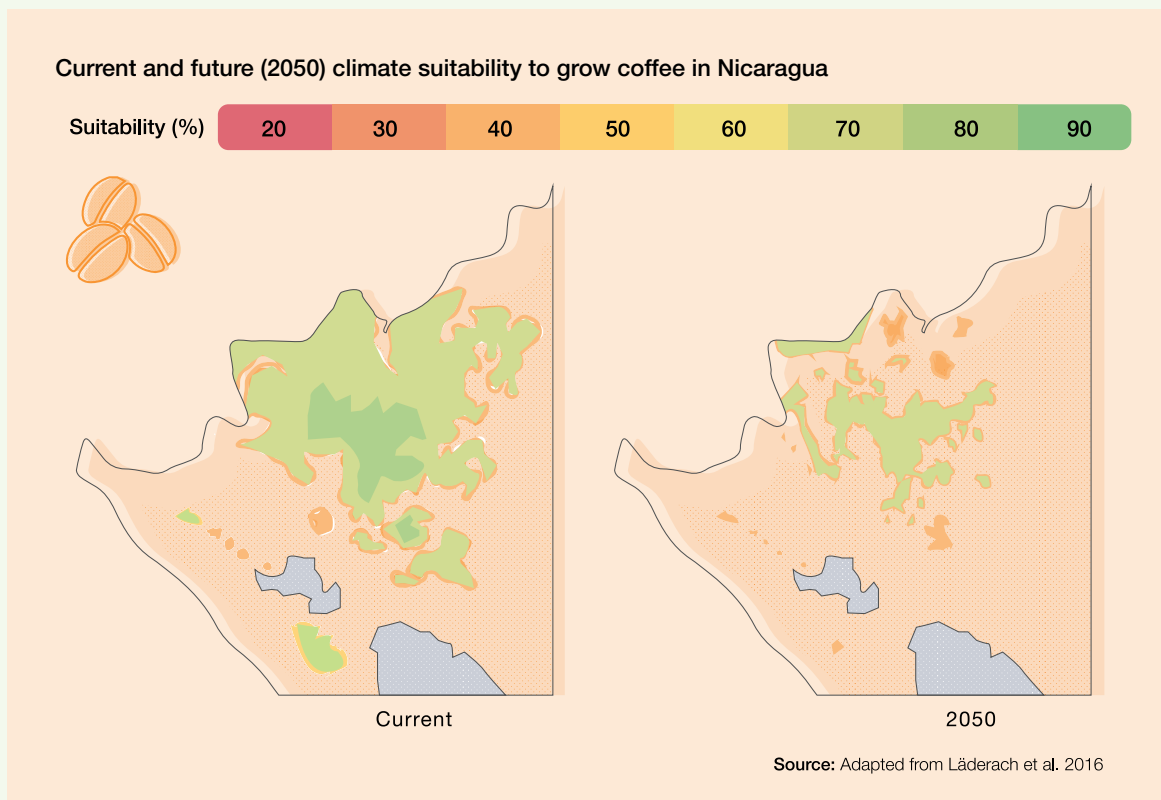 Current and future (2050) climate suitability to grow coffee in Nicaragua
Suitability (%) 20 30 40 50 60 70 80 90
Current 2050
Source: Adapted from Läderach et al. 2016